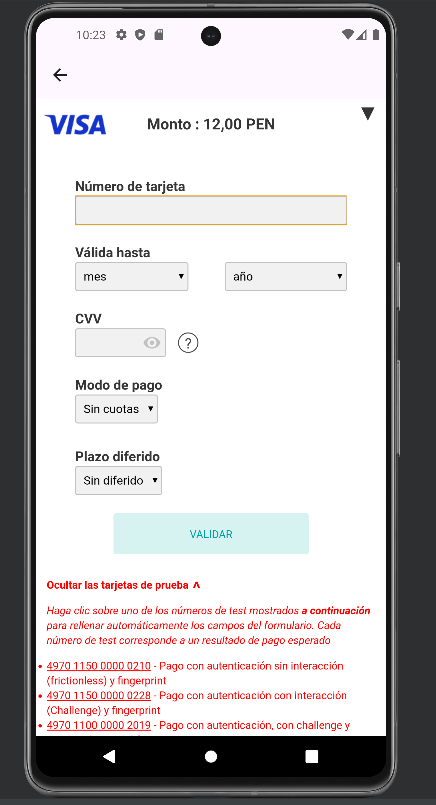 10:23
VISA
Monto : 12,00 PEN
Número de tarjeta
Válida hasta
mes
año
CVV
?
Modo de pago
Sin cuotas
Plazo diferido
Sin diferido
VALIDAR
Ocultar las tarjetas de prueba
Haga clic sobre uno de los números de test mostrados a continuación
para rellenar automáticamente los campos del formulario. Cada
número de test corresponde a un resultado de pago esperado
• 4970 1150 0000 0210 - Pago con autenticación sin interacción
(frictionless) y fingerprint
• 4970 1150 0000 0228 - Pago con autenticación con interacción
(Challenge) y fingerprint
• 4970 1100 0000 2019 - Pago con autenticación, con challenge y